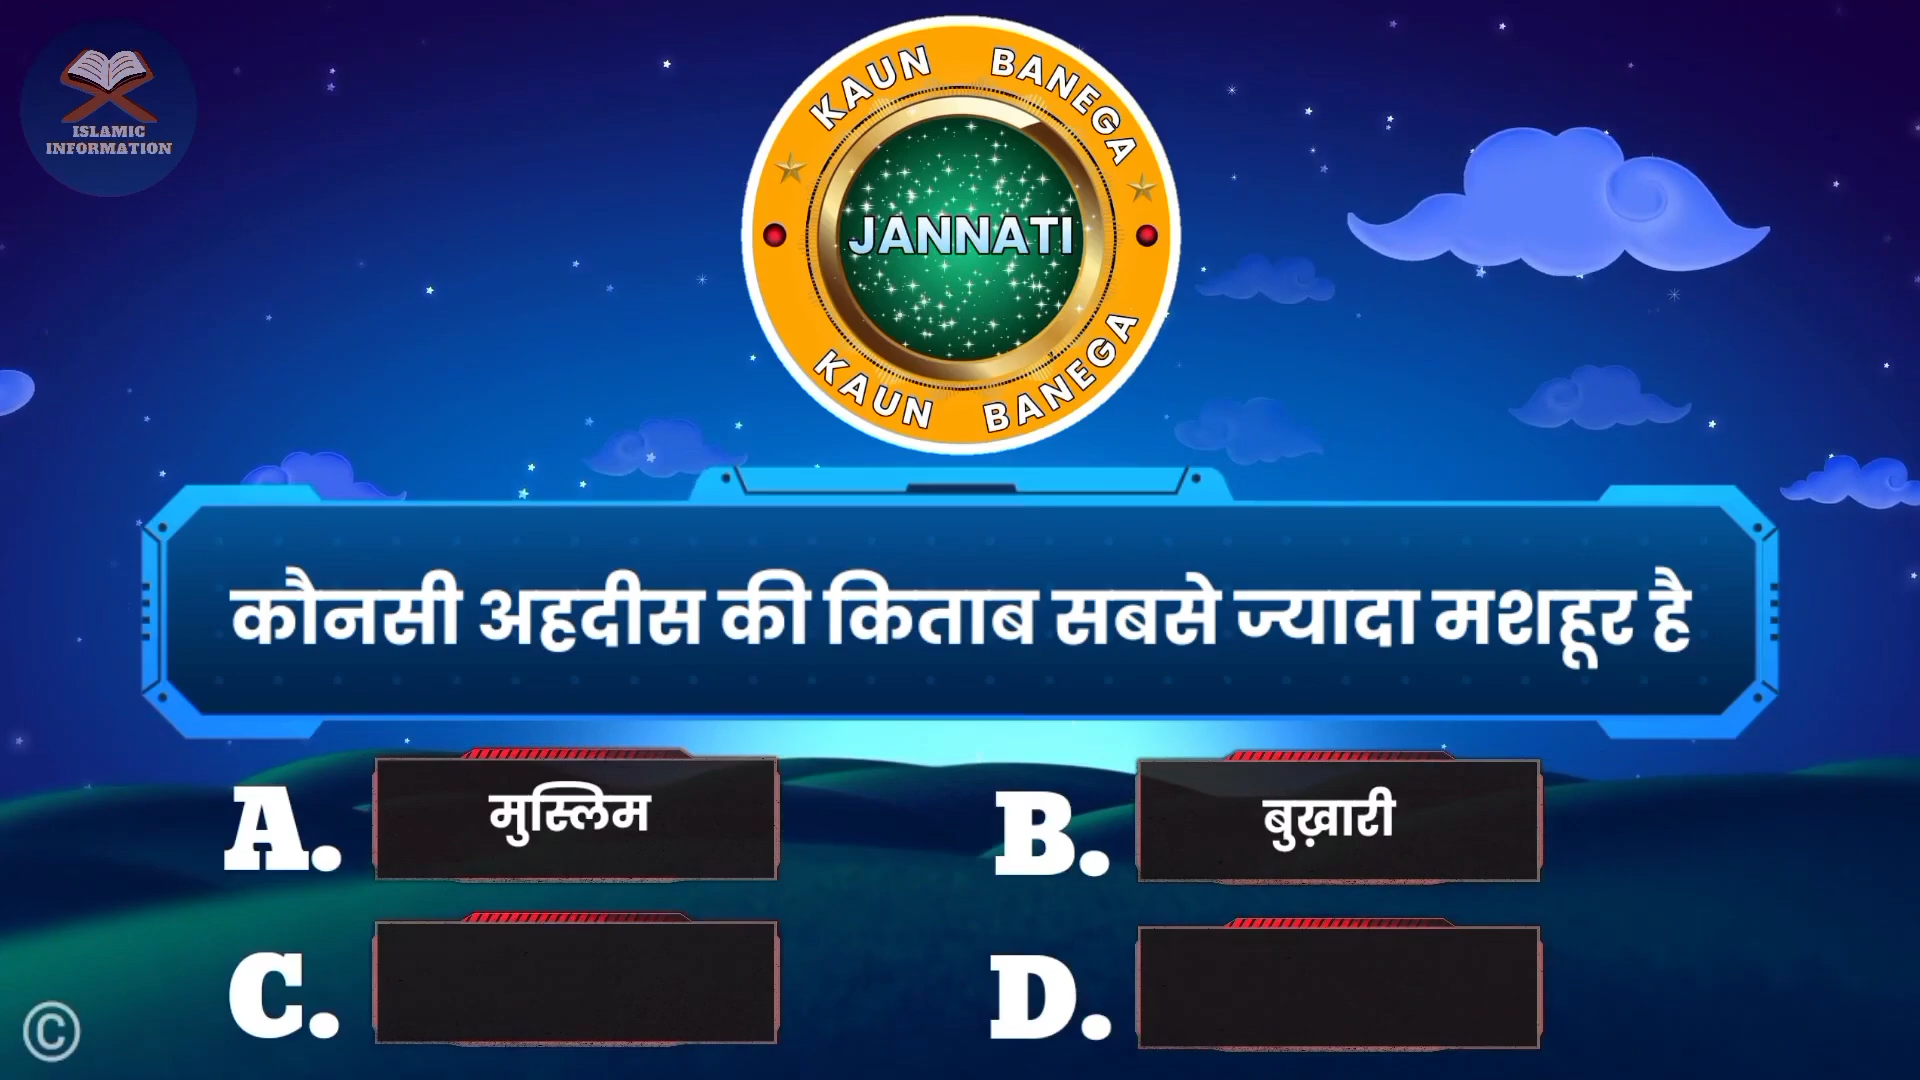 ISLAMIC
INFORMATION
KAUN BANEGA
JANNATI
KAUN BANEGA
कौनसी अहदीस की किताब सबसे ज्यादा मशहूर है
A. मुस्लिम
B. बुख़ारी
C.
D.
©